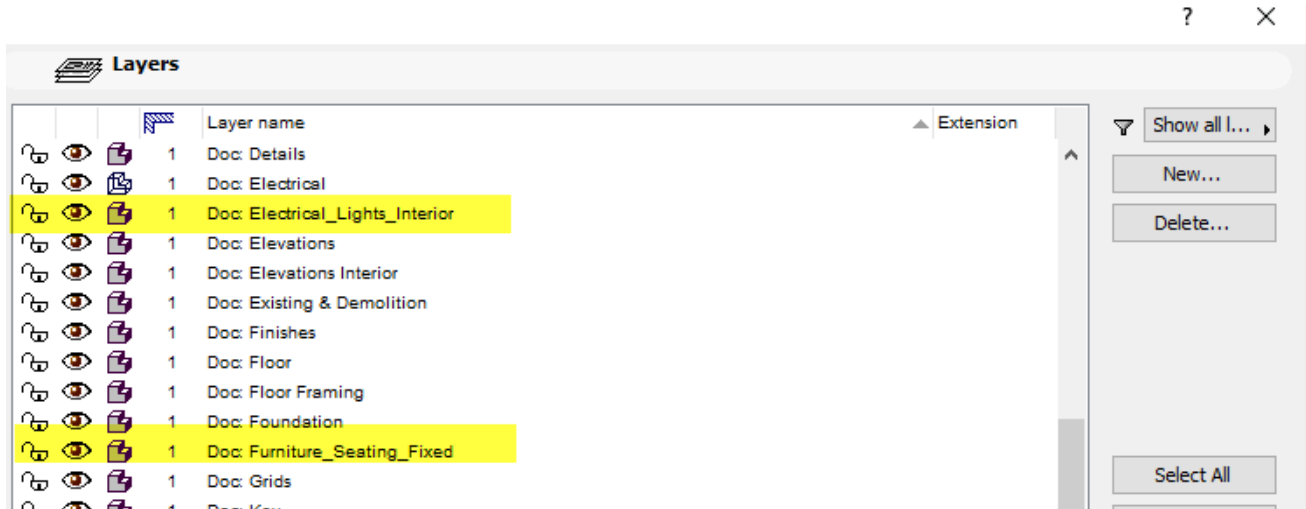 ?
Layers
Layer name Extension Show all l...
1 Doc: Details
1 Doc: Electrical New...
1 Doc: Electrical_Lights_Interior Delete...
1 Doc: Elevations
1 Doc: Elevations Interior
1 Doc: Existing & Demolition
1 Doc: Finishes
1 Doc: Floor
1 Doc: Floor Framing
1 Doc: Foundation
1 Doc: Furniture_Seating_Fixed
1 Doc: Grids Select All